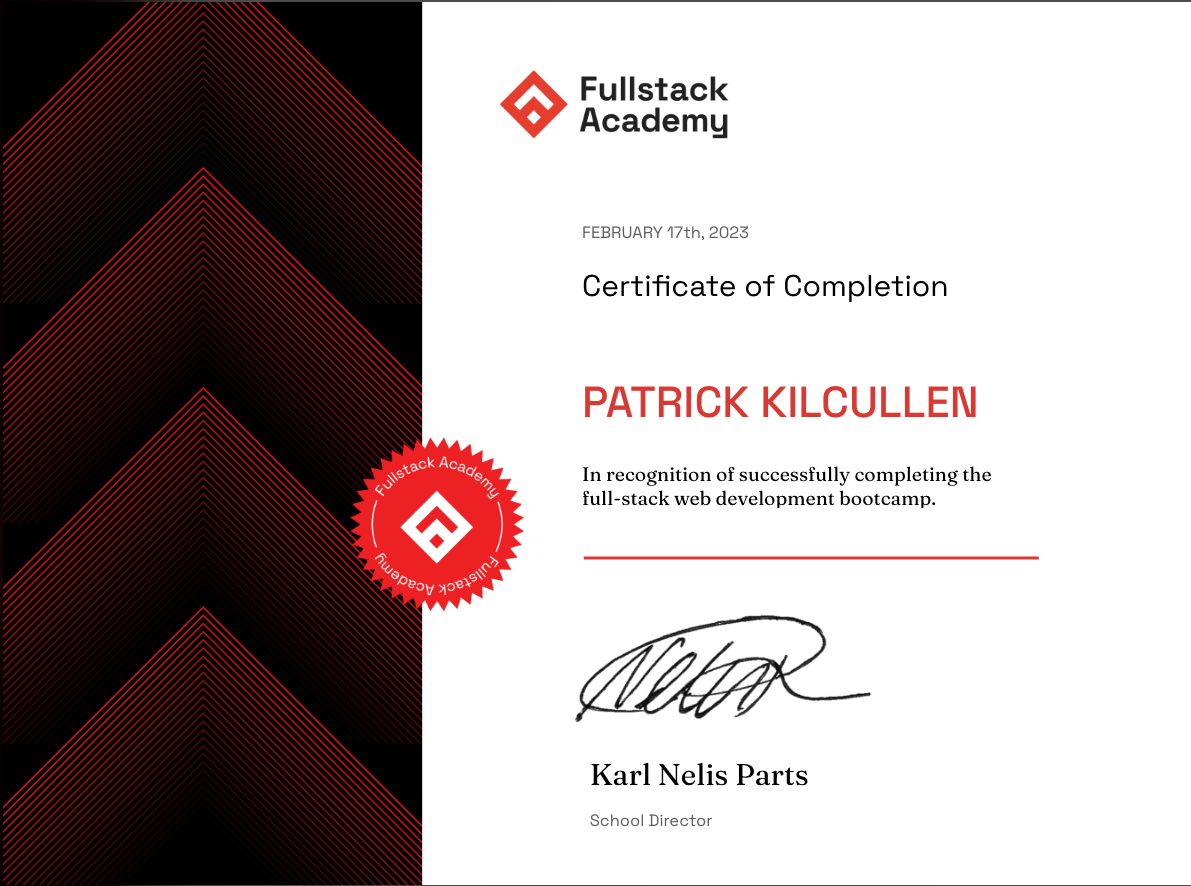 Fullstack
Academy
FEBRUARY 17th, 2023
Certificate of Completion
PATRICK KILCULLEN
In recognition of successfully completing the
full-stack web development bootcamp.
Fullstack Academy
Fullstack Academy
Karl Nelis Parts
School Director